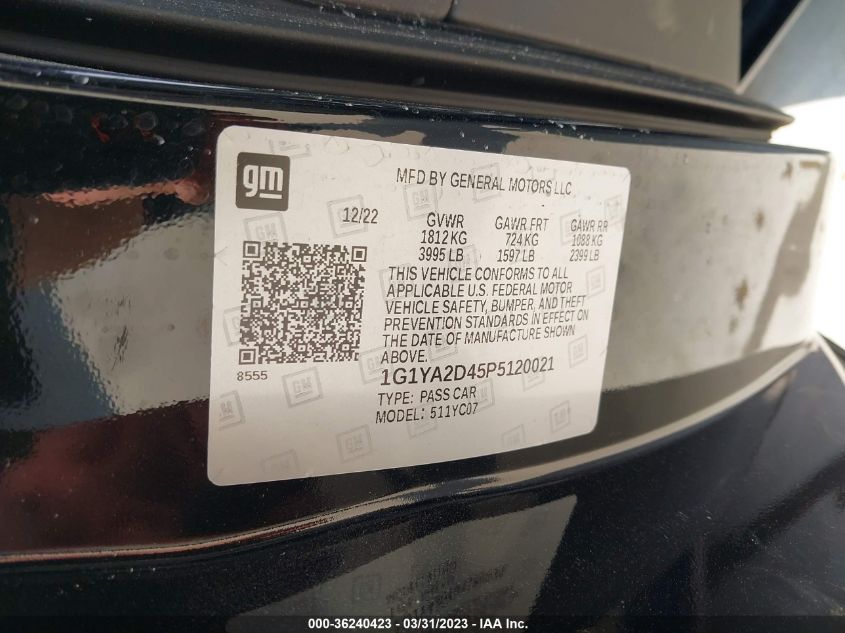 gm
MFD BY GENERAL MOTORS LLC
12/22 GVWR GAWR FRT GAWR RR
1812 KG 724 KG 1088 KG
3995 LB 1597 LB 2399 LB
THIS VEHICLE CONFORMS TO ALL
APPLICABLE U.S. FEDERAL MOTOR
VEHICLE SAFETY, BUMPER, AND THEFT
PREVENTION STANDARDS IN EFFECT ON
THE DATE OF MANUFACTURE SHOWN
ABOVE.
8555
1G1YA2D45P5120021
TYPE: PASS CAR
MODEL: 511YC07
000-36240423 - 03/31/2023 - IAA Inc.